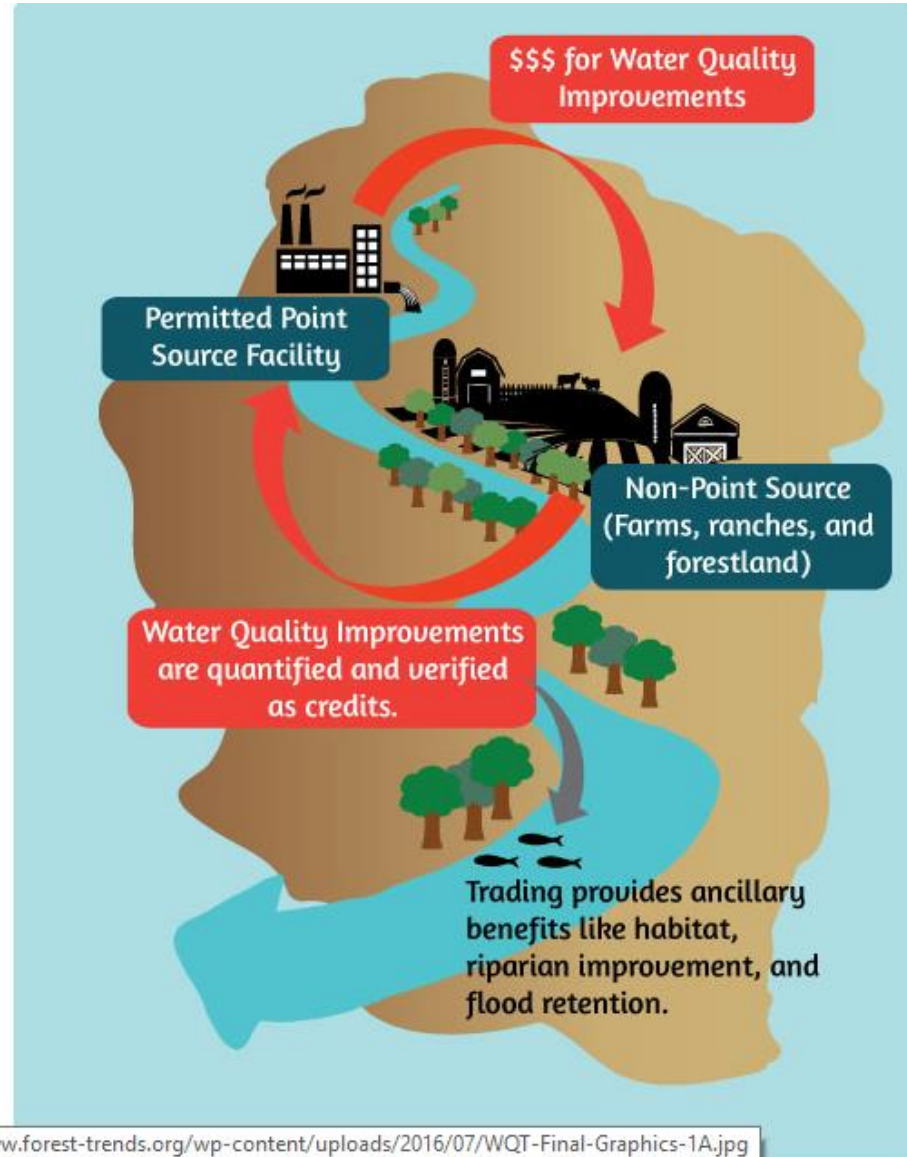 $$$ for Water Quality
Improvements
Permitted Point
Source Facility
Non-Point Source
(Farms, ranches, and
forestland)
Water Quality Improvements
are quantified and verified
as credits.
Trading provides ancillary
benefits like habitat,
riparian improvement, and
flood retention.
w.forest-trends.org/wp-content/uploads/2016/07/WQT-Final-Graphics-1A.jpg